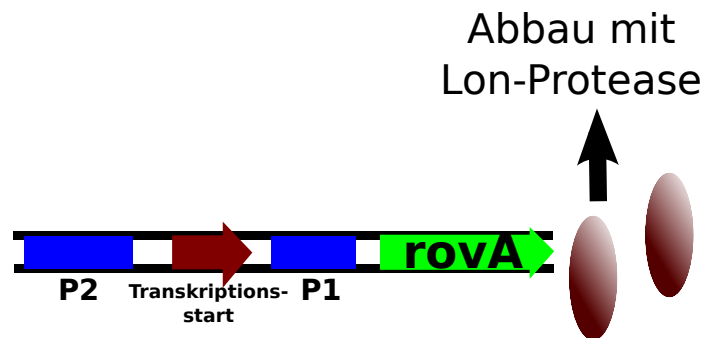 Abbau mit
Lon-Protease
rovA
P2
Transkriptions-
start
P1